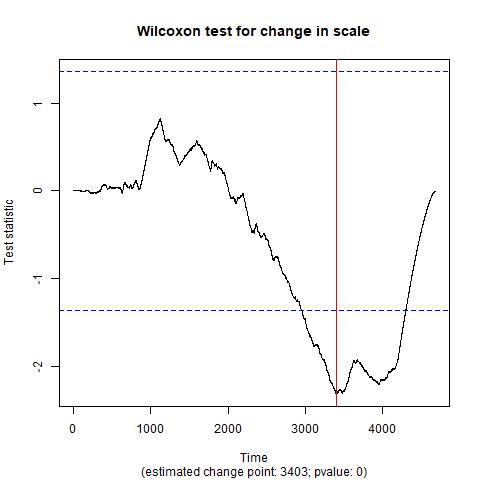 Wilcoxon test for change in scale
Test statistic
1
0
-1
-2
0 1000 2000 3000 4000
Time
(estimated change point: 3403; pvalue: 0)